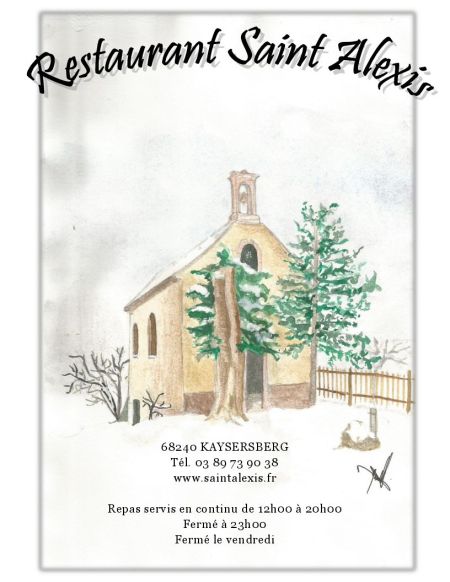 Restaurant Saint Alexis
68240 KAYSERSBERG
Tél. 03 89 73 90 38
www.saintalexis.fr
Repas servis en continu de 12h00 à 20h00
Fermé à 23h00
Fermé le vendredi